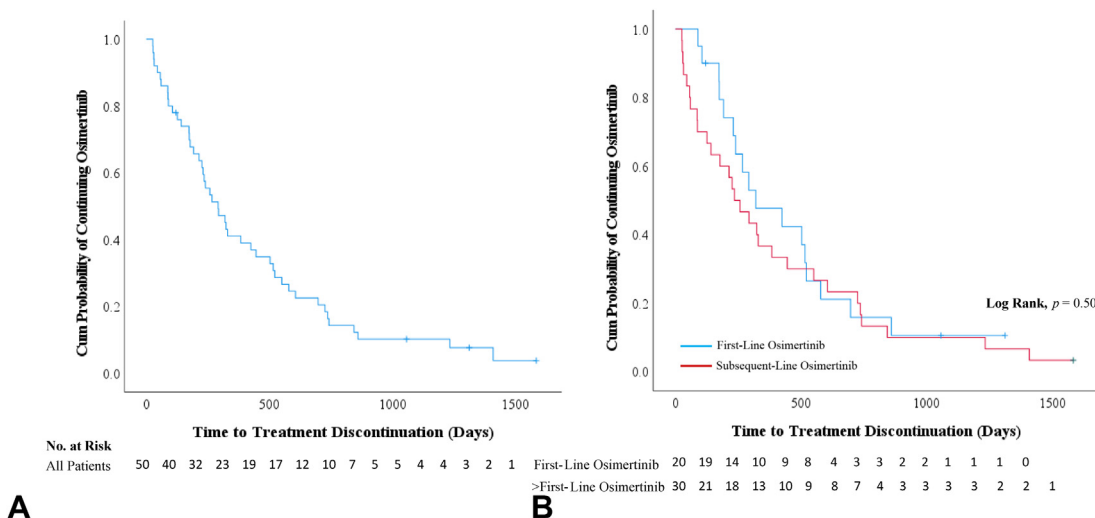 1.0
0.8
0.6
0.4
0.2
0.0
Cum Probability of Continuing Osimertinib
0 500 1000 1500
Time to Treatment Discontinuation (Days)
No. at Risk
All Patients 50 40 32 23 19 17 12 10 7 5 5 4 4 3 2 1
A
1.0
0.8
0.6
0.4
0.2
0.0
Cum Probability of Continuing Osimertinib
Log Rank, p = 0.50
First-Line Osimertinib
Subsequent-Line Osimertinib
0 500 1000 1500
Time to Treatment Discontinuation (Days)
First-Line Osimertinib 20 19 14 10 9 8 4 3 3 2 2 1 1 1 0
>First-Line Osimertinib 30 21 18 13 10 9 8 7 4 3 3 3 3 2 2 1
B